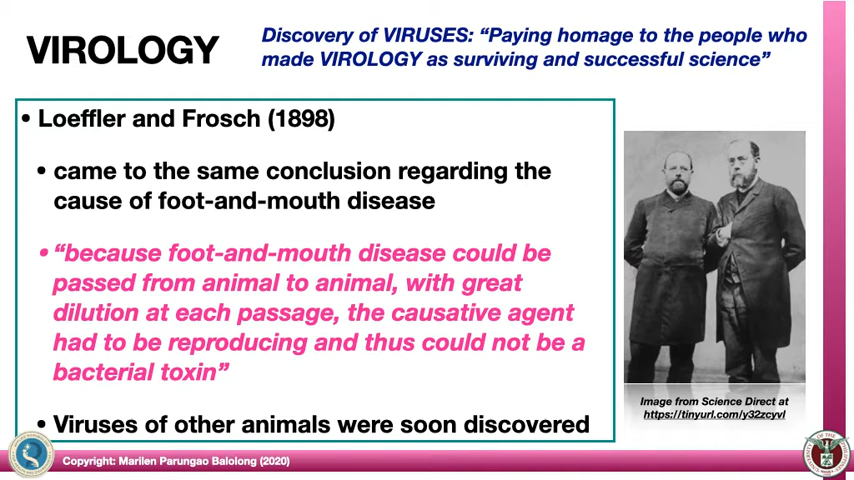 VIROLOGY
Discovery of VIRUSES: “Paying homage to the people who
made VIROLOGY as surviving and successful science”
• Loeffler and Frosch (1898)
• came to the same conclusion regarding the
cause of foot-and-mouth disease
• “because foot-and-mouth disease could be
passed from animal to animal, with great
dilution at each passage, the causative agent
had to be reproducing and thus could not be a
bacterial toxin”
• Viruses of other animals were soon discovered
Image from Science Direct at
https://tinyurl.com/y32zcyvl
Copyright: Marilen Parungao Balolong (2020)